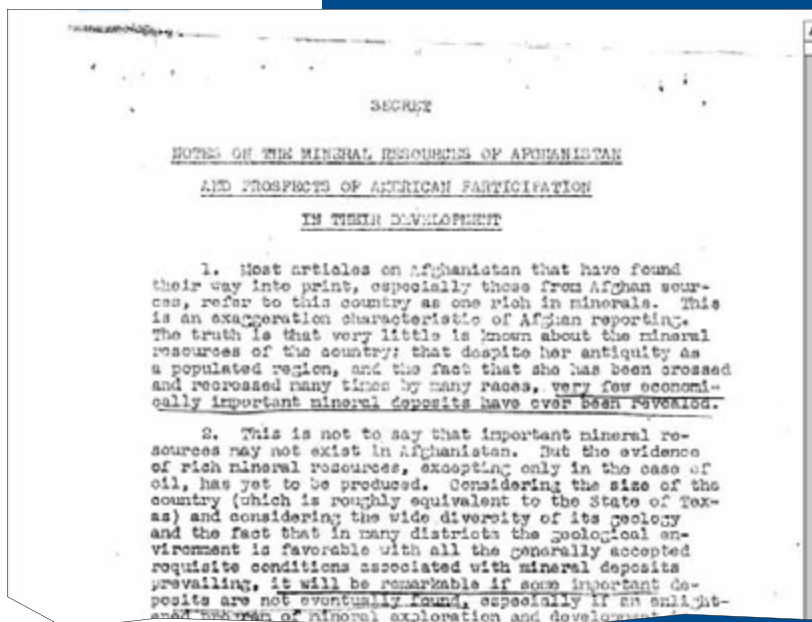 SECRET
NOTES ON THE MINERAL RESOURCES OF AFGHANISTAN
AND PROSPECTS OF AMERICAN PARTICIPATION
IN THEIR DEVELOPMENT
1. Most articles on Afghanistan that have found
their way into print, especially those from Afghan sour-
ces, refer to this country as one rich in minerals. This
is an exaggeration characteristic of Afghan reporting.
The truth is that very little is known about the mineral
resources of the country; that despite her antiquity as
a populated region, and the fact that she has been crossed
and recrossed many times by many races, very few economi-
cally important mineral deposits have ever been revealed.
2. This is not to say that important mineral re-
sources may not exist in Afghanistan. But the evidence
of rich mineral resources, excepting only in the case of
oil, has yet to be produced. Considering the size of the
country (which is roughly equivalent to the State of Tex-
as) and considering the wide diversity of its geology
and the fact that in many districts the geological en-
vironment is favorable with all the generally accepted
requisite conditions associated with mineral deposits
prevailing, it will be remarkable if some important de-
posits are not eventually found, especially if an enlight-
ened program of mineral exploration and development